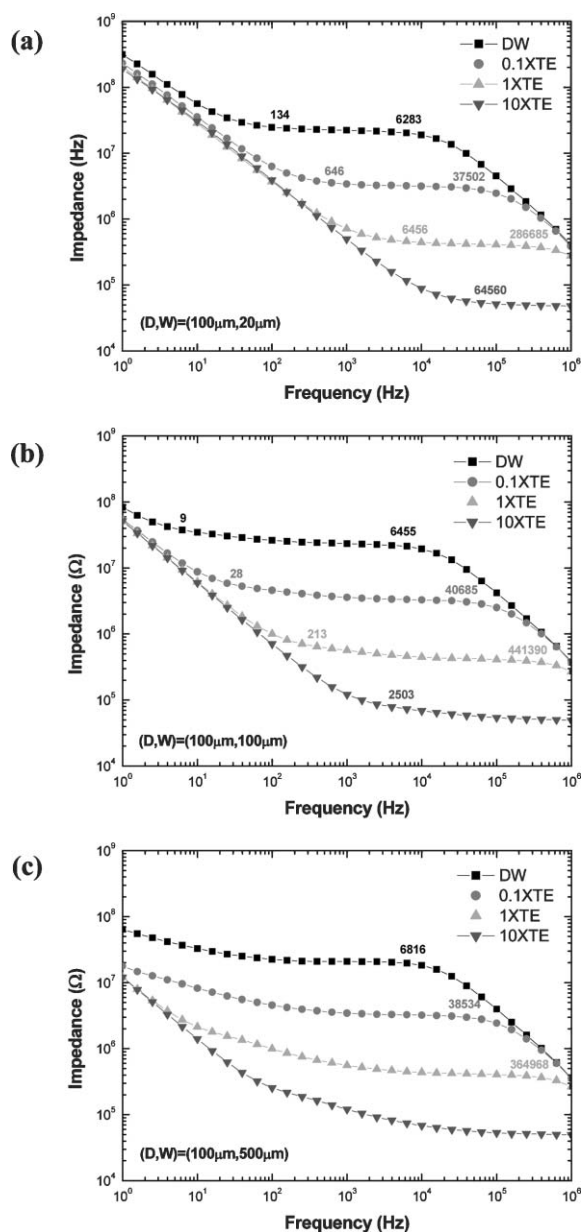 (a)
10⁹
10⁸
10⁷
10⁶
10⁵
10⁴
Impedance (Hz)
DW
0.1XTE
1XTE
10XTE
134
6283
646
37502
6456
286685
64560
(D,W)=(100μm,20μm)
10⁰ 10¹ 10² 10³ 10⁴ 10⁵ 10⁶
Frequency (Hz)
(b)
10⁹
10⁸
10⁷
10⁶
10⁵
10⁴
Impedance (Ω)
DW
0.1XTE
1XTE
10XTE
9
6455
28
40685
213
441390
2503
(D,W)=(100μm,100μm)
10⁰ 10¹ 10² 10³ 10⁴ 10⁵ 10⁶
Frequency (Hz)
(c)
10⁹
10⁸
10⁷
10⁶
10⁵
10⁴
Impedance (Ω)
DW
0.1XTE
1XTE
10XTE
6816
38534
364968
(D,W)=(100μm,500μm)
10⁰ 10¹ 10² 10³ 10⁴ 10⁵ 10⁶
Frequency (Hz)